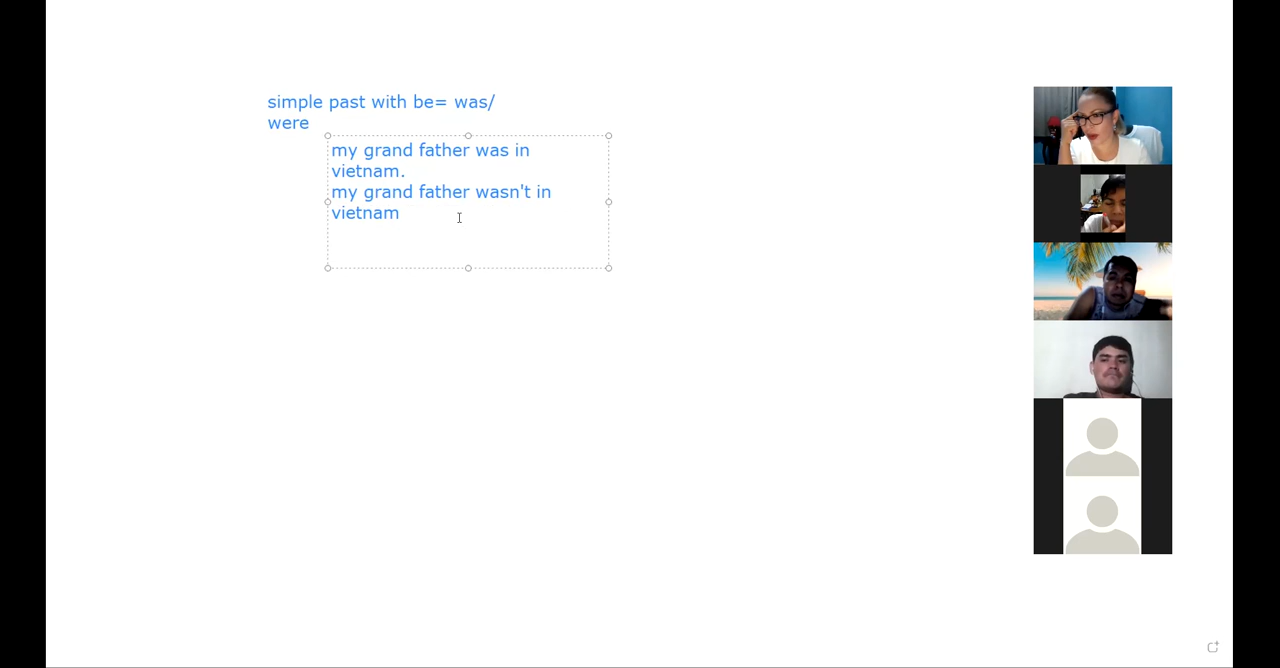 simple past with be= was/
were
my grand father was in
vietnam.
my grand father wasn't in
vietnam